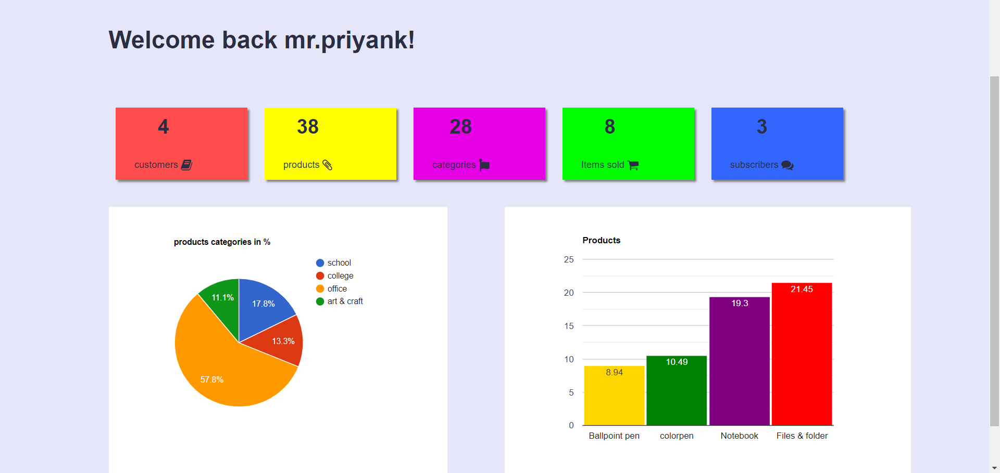 Welcome back mr.priyank!
4
customers
38
products
28
categories
8
Items sold
3
subscribers
products categories in %
school
college
office
art & craft
11.1%
17.8%
13.3%
57.8%
Products
25
20
15
10
5
0
8.94
10.49
19.3
21.45
Ballpoint pen
colorpen
Notebook
Files & folder